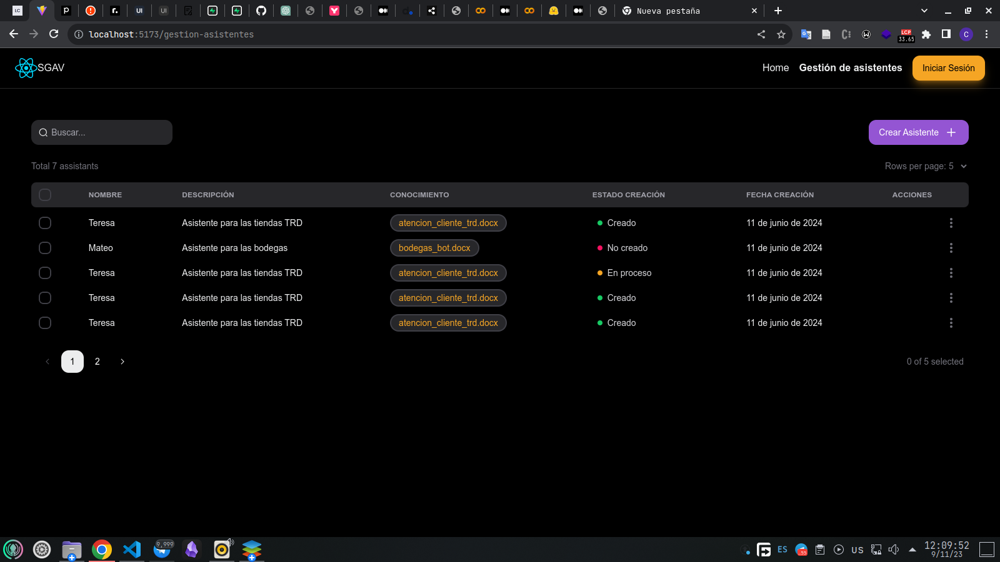 Nueva pestaña
localhost:5173/gestion-asistentes
LCP
33.65
C
SGAV
Home
Gestión de asistentes
Iniciar Sesión
Buscar...
Crear Asistente
Total 7 assistants
Rows per page: 5
NOMBRE DESCRIPCIÓN CONOCIMIENTO ESTADO CREACIÓN FECHA CREACIÓN ACCIONES
Teresa Asistente para las tiendas TRD atencion_cliente_trd.docx Creado 11 de junio de 2024
Mateo Asistente para las bodegas bodegas_bot.docx No creado 11 de junio de 2024
Teresa Asistente para las tiendas TRD atencion_cliente_trd.docx En proceso 11 de junio de 2024
Teresa Asistente para las tiendas TRD atencion_cliente_trd.docx Creado 11 de junio de 2024
Teresa Asistente para las tiendas TRD atencion_cliente_trd.docx Creado 11 de junio de 2024
1 2
0 of 5 selected
9,999
ES
US
12:09:52
9/11/23